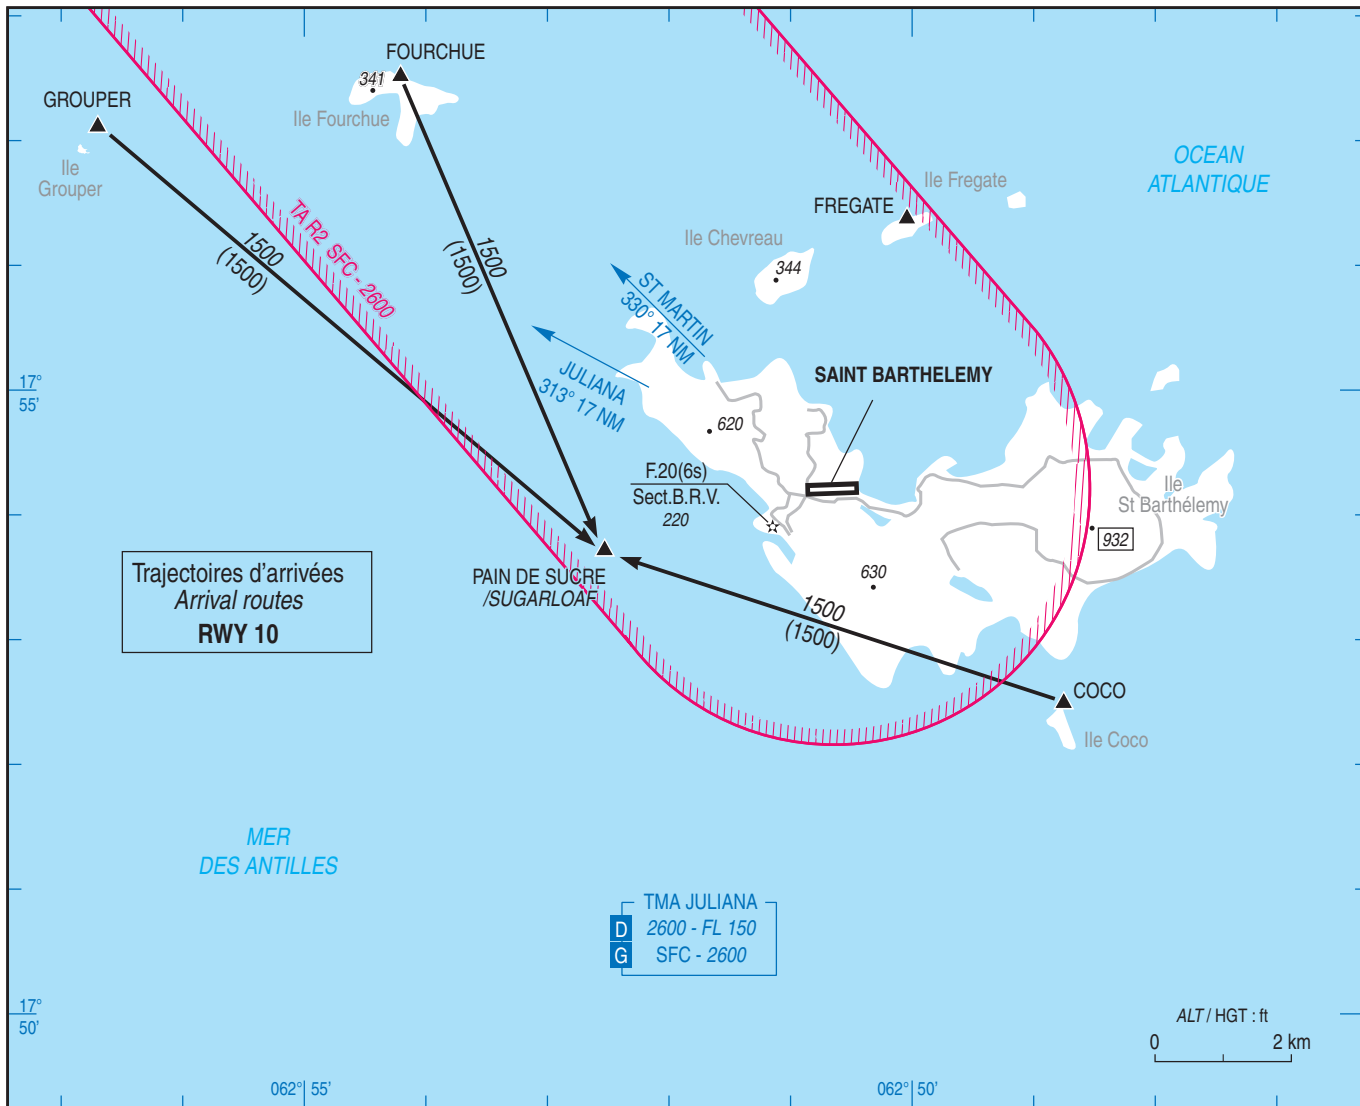 FOURCHUE
341
GROUPER
Ile Fourchue
Ile
Grouper
OCEAN
ATLANTIQUE
Ile Fregate
FREGATE
Ile Chevreau
344
TA R2 SFC - 2600
1500
(1500)
1500
(1500)
ST MARTIN
330° 17 NM
JULIANA
313° 17 NM
SAINT BARTHELEMY
17°
55'
620
F.20(6s)
Sect.B.R.V.
220
Ile
St Barthélemy
932
630
PAIN DE SUCRE
/SUGARLOAF
Trajectoires d'arrivées
Arrival routes
RWY 10
1500
(1500)
COCO
Ile Coco
MER
DES ANTILLES
TMA JULIANA
D 2600 - FL 150
G SFC - 2600
17°
50'
ALT / HGT : ft
0 2 km
062° 55'
062° 50'